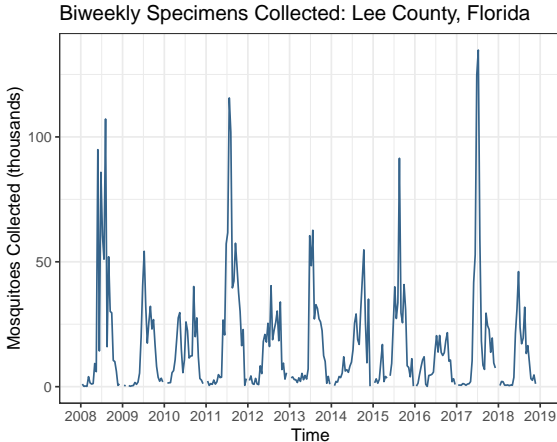 Biweekly Specimens Collected: Lee County, Florida
Mosquitoes Collected (thousands)
100
50
0
2008 2009 2010 2011 2012 2013 2014 2015 2016 2017 2018 2019
Time